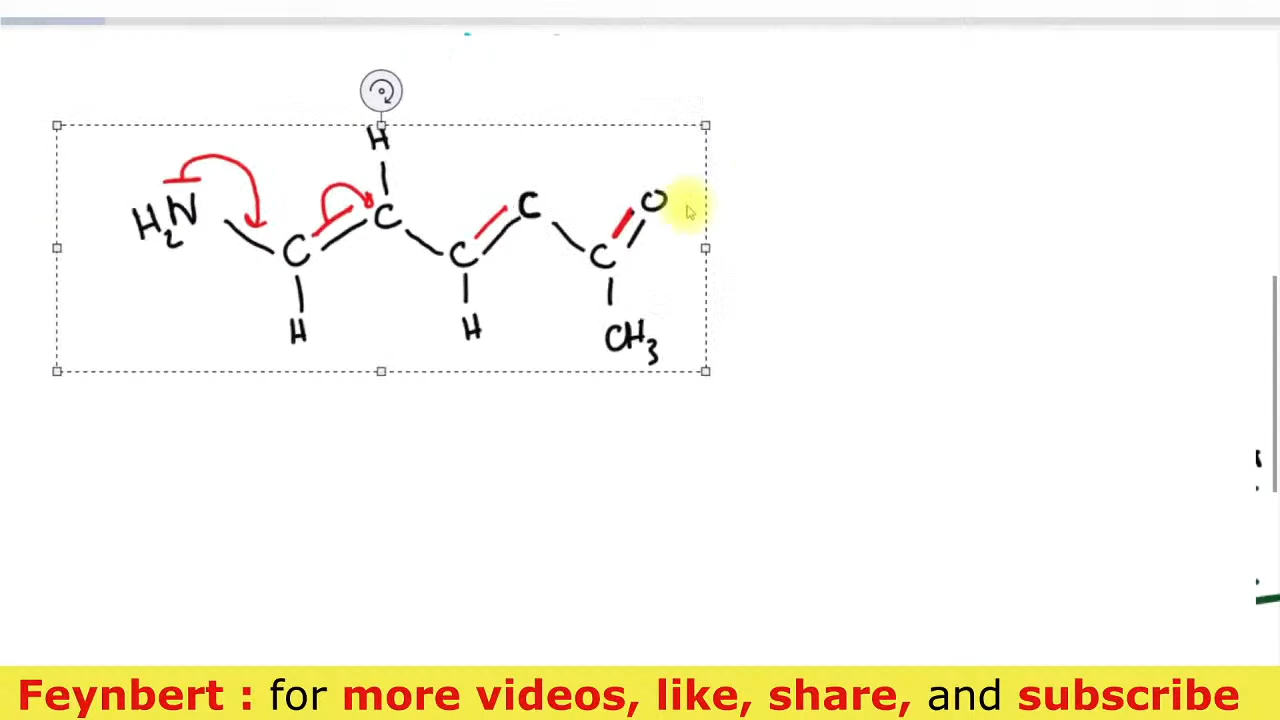 H
H₂N C = C C = C C = O
H H CH₃
Feynbert : for more videos, like, share, and subscribe